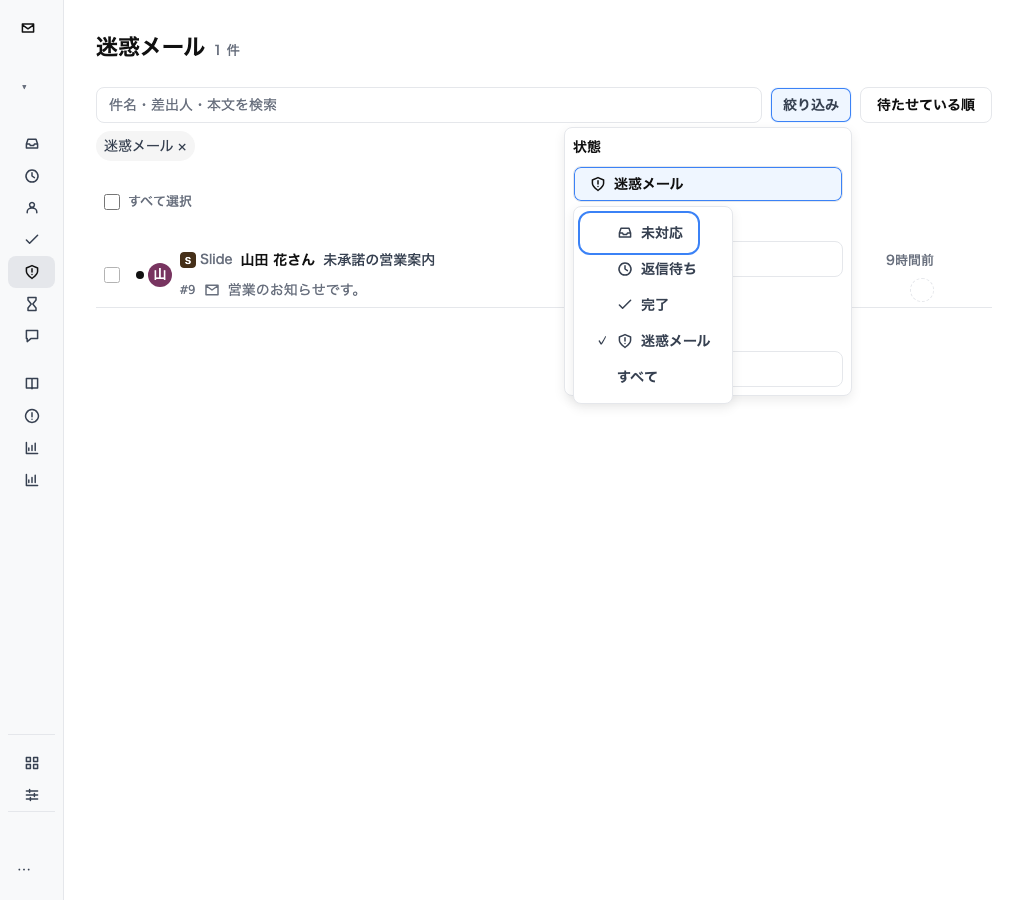 迷惑メール 1 件
件名・差出人・本文を検索
絞り込み
待たせている順
迷惑メール ×
状態
迷惑メール
すべて選択
未対応
返信待ち
完了
✓ 迷惑メール
すべて
山
S Slide 山田 花さん 未承諾の営業案内
9時間前
#9 営業のお知らせです。